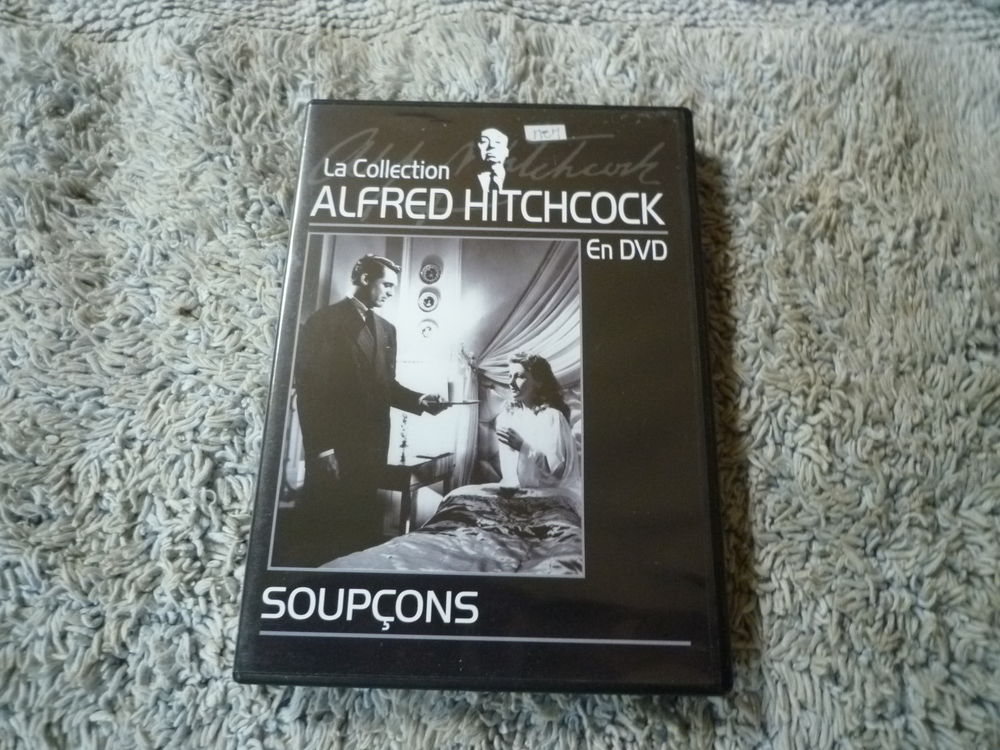 La Collection
ALFRED HITCHCOCK
En DVD
SOUPÇONS